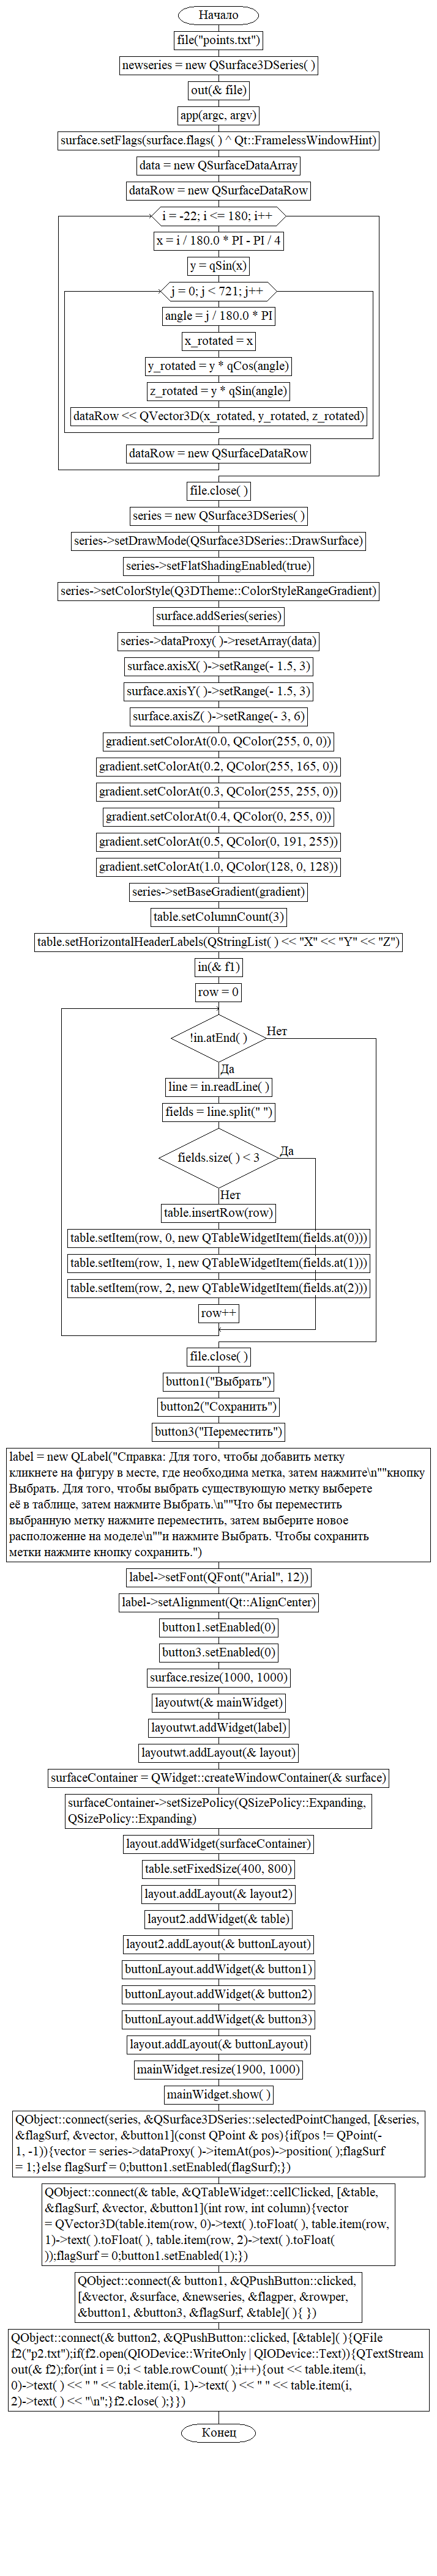 Начало
file("points.txt")
newseries = new QSurface3DSeries( )
out(& file)
app(argc, argv)
surface.setFlags(surface.flags( ) ^ Qt::FramelessWindowHint)
data = new QSurfaceDataArray
dataRow = new QSurfaceDataRow
i = -22; i <= 180; i++
x = i / 180.0 * PI - PI / 4
y = qSin(x)
j = 0; j < 721; j++
angle = j / 180.0 * PI
x_rotated = x
y_rotated = y * qCos(angle)
z_rotated = y * qSin(angle)
dataRow << QVector3D(x_rotated, y_rotated, z_rotated)
dataRow = new QSurfaceDataRow
file.close( )
series = new QSurface3DSeries( )
series->setDrawMode(QSurface3DSeries::DrawSurface)
series->setFlatShadingEnabled(true)
series->setColorStyle(Q3DTheme::ColorStyleRangeGradient)
surface.addSeries(series)
series->dataProxy( )->resetArray(data)
surface.axisX( )->setRange(- 1.5, 3)
surface.axisY( )->setRange(- 1.5, 3)
surface.axisZ( )->setRange(- 3, 6)
gradient.setColorAt(0.0, QColor(255, 0, 0))
gradient.setColorAt(0.2, QColor(255, 165, 0))
gradient.setColorAt(0.3, QColor(255, 255, 0))
gradient.setColorAt(0.4, QColor(0, 255, 0))
gradient.setColorAt(0.5, QColor(0, 191, 255))
gradient.setColorAt(1.0, QColor(128, 0, 128))
series->setBaseGradient(gradient)
table.setColumnCount(3)
table.setHorizontalHeaderLabels(QStringList( ) << "X" << "Y" << "Z")
in(& f1)
row = 0
!in.atEnd( )
Нет
Да
line = in.readLine( )
fields = line.split(" ")
fields.size( ) < 3
Да
Нет
table.insertRow(row)
table.setItem(row, 0, new QTableWidgetItem(fields.at(0)))
table.setItem(row, 1, new QTableWidgetItem(fields.at(1)))
table.setItem(row, 2, new QTableWidgetItem(fields.at(2)))
row++
file.close( )
button1("Выбрать")
button2("Сохранить")
button3("Переместить")
label = new QLabel("Справка: Для того, чтобы добавить метку
кликнете на фигуру в месте, где необходима метка, затем нажмите\n""кнопку
Выбрать. Для того, чтобы выбрать существующую метку выберете
её в таблице, затем нажмите Выбрать.\n""Что бы переместить
выбранную метку нажмите переместить, затем выберите новое
расположение на моделе\n""и нажмите Выбрать. Чтобы сохранить
метки нажмите кнопку сохранить.")
label->setFont(QFont("Arial", 12))
label->setAlignment(Qt::AlignCenter)
button1.setEnabled(0)
button3.setEnabled(0)
surface.resize(1000, 1000)
layoutwt(& mainWidget)
layoutwt.addWidget(label)
layoutwt.addLayout(& layout)
surfaceContainer = QWidget::createWindowContainer(& surface)
surfaceContainer->setSizePolicy(QSizePolicy::Expanding,
QSizePolicy::Expanding)
layout.addWidget(surfaceContainer)
table.setFixedSize(400, 800)
layout.addLayout(& layout2)
layout2.addWidget(& table)
layout2.addLayout(& buttonLayout)
buttonLayout.addWidget(& button1)
buttonLayout.addWidget(& button2)
buttonLayout.addWidget(& button3)
layout.addLayout(& buttonLayout)
mainWidget.resize(1900, 1000)
mainWidget.show( )
QObject::connect(series, &QSurface3DSeries::selectedPointChanged, [&series,
&flagSurf, &vector, &button1](const QPoint & pos){if(pos != QPoint(-
1, -1)){vector = series->dataProxy( )->itemAt(pos)->position( );flagSurf
= 1;}else flagSurf = 0;button1.setEnabled(flagSurf);})
QObject::connect(& table, &QTableWidget::cellClicked, [&table,
&flagSurf, &vector, &button1](int row, int column){vector
= QVector3D(table.item(row, 0)->text( ).toFloat( ), table.item(row,
1)->text( ).toFloat( ), table.item(row, 2)->text( ).toFloat(
));flagSurf = 0;button1.setEnabled(1);})
QObject::connect(& button1, &QPushButton::clicked,
[&vector, &surface, &newseries, &flagper, &rowper,
&button1, &button3, &flagSurf, &table]( ){ })
QObject::connect(& button2, &QPushButton::clicked, [&table]( ){QFile
f2("p2.txt");if(f2.open(QIODevice::WriteOnly | QIODevice::Text)){QTextStream
out(& f2);for(int i = 0;i < table.rowCount( );i++){out << table.item(i,
0)->text( ) << " " << table.item(i, 1)->text( ) << " " << table.item(i,
2)->text( ) << "\n";}f2.close( );}})
Конец